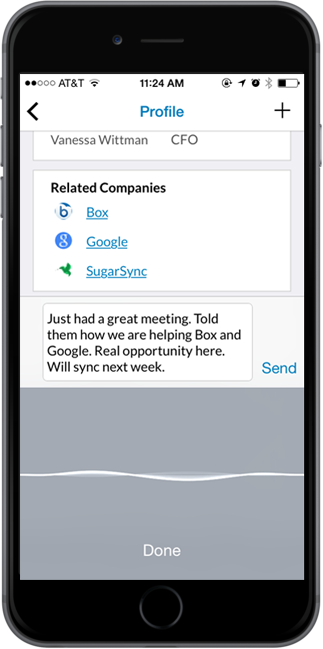 AT&T 11:24 AM
Profile
Vanessa Wittman CFO
Related Companies
Box
Google
SugarSync
Just had a great meeting. Told
them how we are helping Box and
Google. Real opportunity here.
Will sync next week.
Send
Done